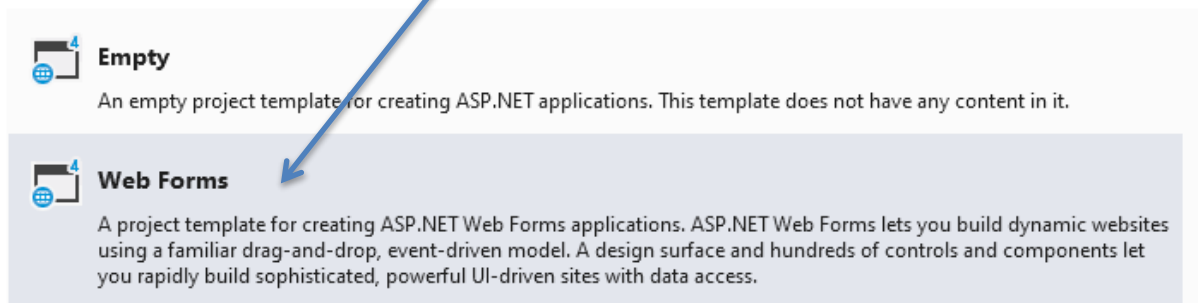 4
Empty
An empty project template for creating ASP.NET applications. This template does not have any content in it.
4
Web Forms
A project template for creating ASP.NET Web Forms applications. ASP.NET Web Forms lets you build dynamic websites
using a familiar drag-and-drop, event-driven model. A design surface and hundreds of controls and components let
you rapidly build sophisticated, powerful UI-driven sites with data access.